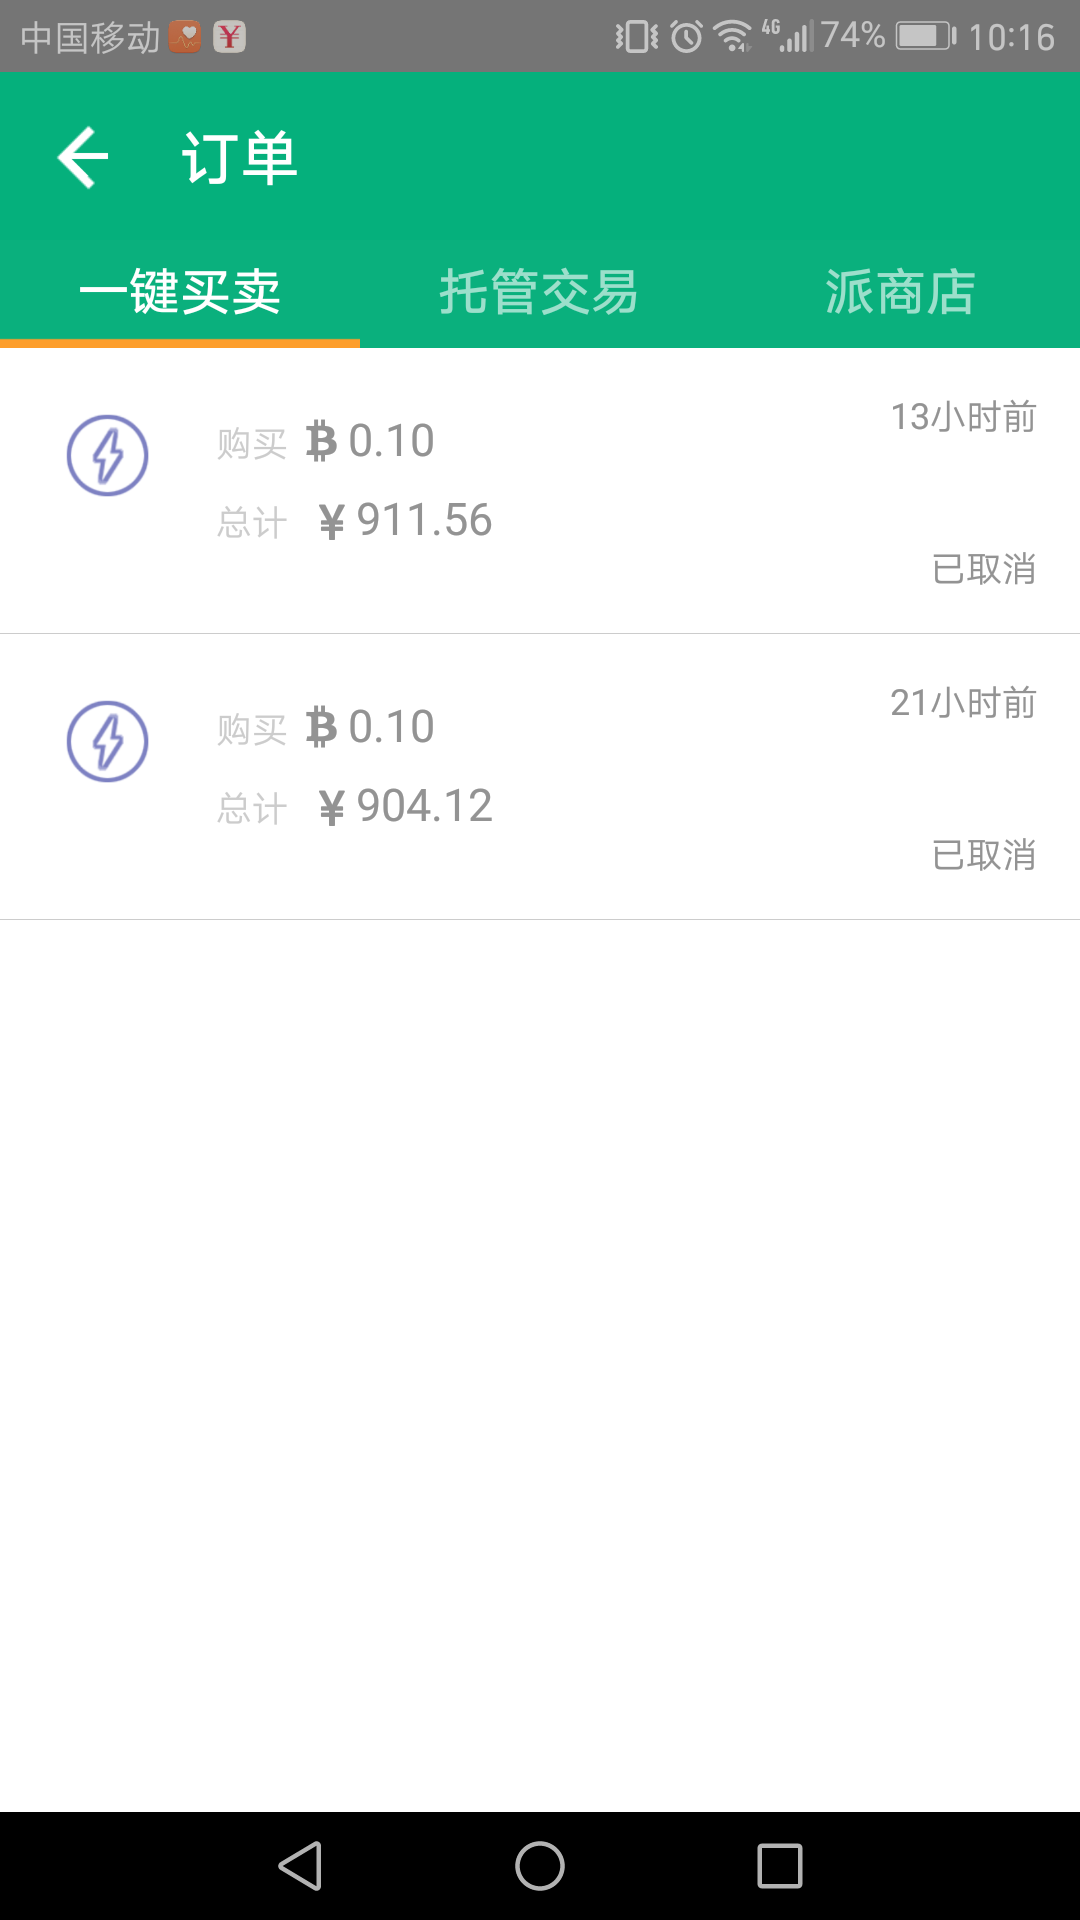 中国移动 ¥ 4G 74% 10:16
订单
一键买卖 托管交易 派商店
13小时前
购买 ₿ 0.10
总计 ¥ 911.56
已取消
21小时前
购买 ₿ 0.10
总计 ¥ 904.12
已取消